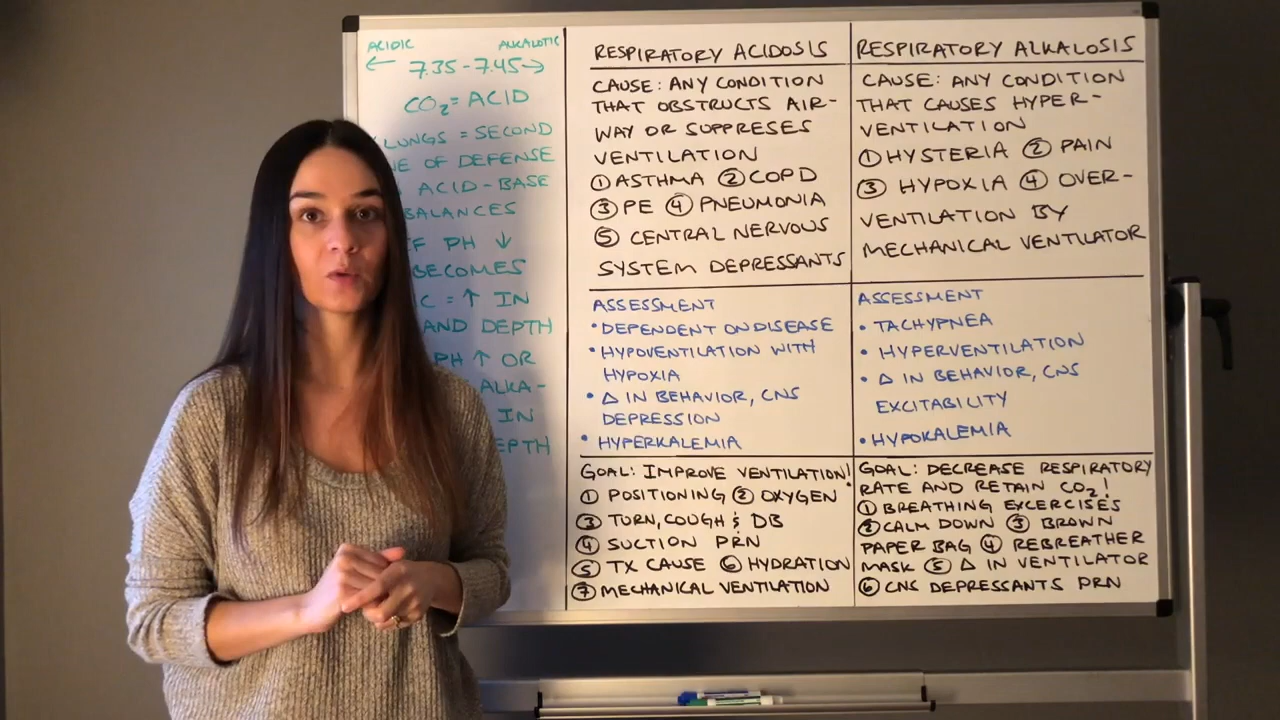 ACIDIC ALKALOTIC
← 7.35-7.45 →
CO₂ = ACID
LUNGS = SECOND
OF DEFENSE
ACID-BASE
BALANCES
PH ↓
BECOMES
= ↑ IN
AND DEPTH
PH ↑ OR
ALKA-
IN
RESPIRATORY ACIDOSIS
CAUSE: ANY CONDITION
THAT OBSTRUCTS AIR-
WAY OR SUPPRESES
VENTILATION
① ASTHMA ② COPD
③ PE ④ PNEUMONIA
⑤ CENTRAL NERVOUS
SYSTEM DEPRESSANTS
ASSESSMENT
• DEPENDENT ON DISEASE
• HYPOVENTILATION WITH
HYPOXIA
• Δ IN BEHAVIOR, CNS
DEPRESSION
• HYPERKALEMIA
GOAL: IMPROVE VENTILATION!
① POSITIONING ② OXYGEN
③ TURN, COUGH & DB
④ SUCTION PRN
⑤ TX CAUSE ⑥ HYDRATION
⑦ MECHANICAL VENTILATION
RESPIRATORY ALKALOSIS
CAUSE: ANY CONDITION
THAT CAUSES HYPER-
VENTILATION
① HYSTERIA ② PAIN
③ HYPOXIA ④ OVER-
VENTILATION BY
MECHANICAL VENTILATOR
ASSESSMENT
• TACHYPNEA
• HYPERVENTILATION
• Δ IN BEHAVIOR, CNS
EXCITABILITY
• HYPOKALEMIA
GOAL: DECREASE RESPIRATORY
RATE AND RETAIN CO₂!
① BREATHING EXCERCISES
② CALM DOWN ③ BROWN
PAPER BAG ④ REBREATHER
MASK ⑤ Δ IN VENTILATOR
⑥ CNS DEPRESSANTS PRN